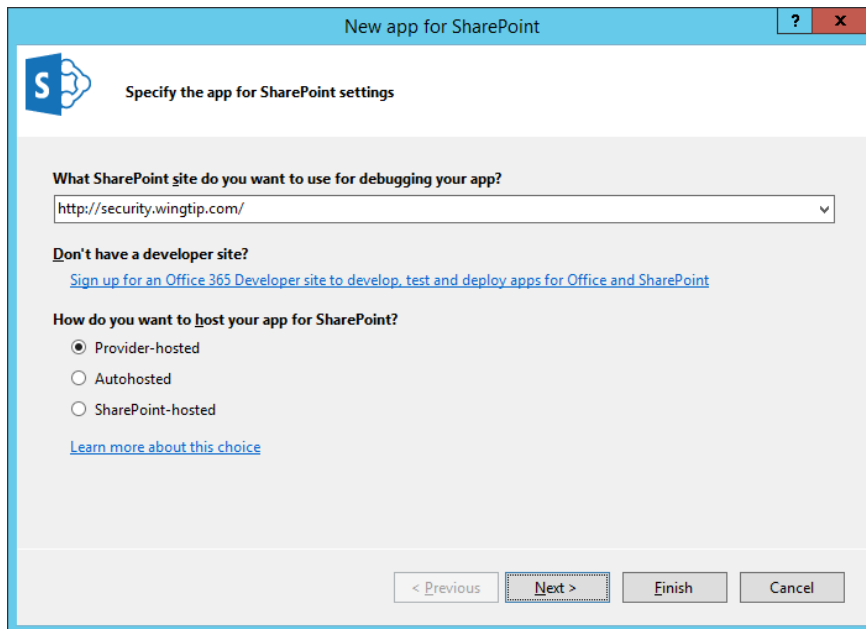 New app for SharePoint
?
x
S
Specify the app for SharePoint settings
What SharePoint site do you want to use for debugging your app?
http://security.wingtip.com/
Don't have a developer site?
Sign up for an Office 365 Developer site to develop, test and deploy apps for Office and SharePoint
How do you want to host your app for SharePoint?
Provider-hosted
Autohosted
SharePoint-hosted
Learn more about this choice
< Previous
Next >
Finish
Cancel